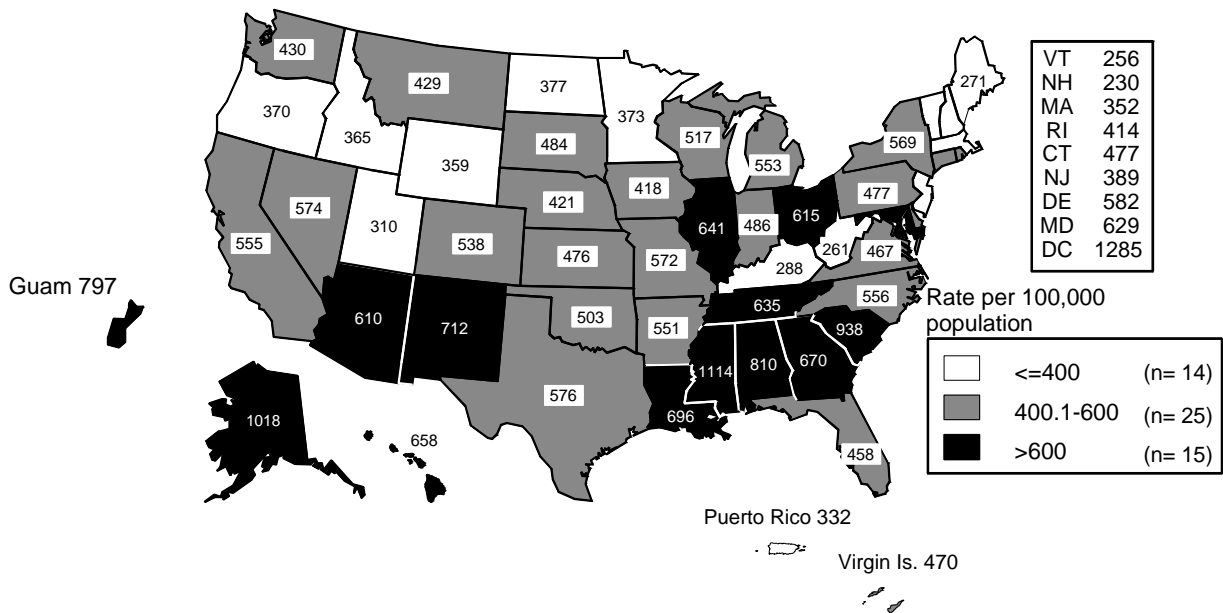 430
429
377
373
271
370
365
359
484
517
553
569
574
310
538
421
418
477
555
476
572
641
486
615
261
467
288
610
712
503
551
635
556
938
576
696
1114
810
670
458
1018
658
Guam 797
Puerto Rico 332
Virgin Is. 470
VT 256
NH 230
MA 352
RI 414
CT 477
NJ 389
DE 582
MD 629
DC 1285
Rate per 100,000
population
<=400 (n= 14)
400.1-600 (n= 25)
>600 (n= 15)